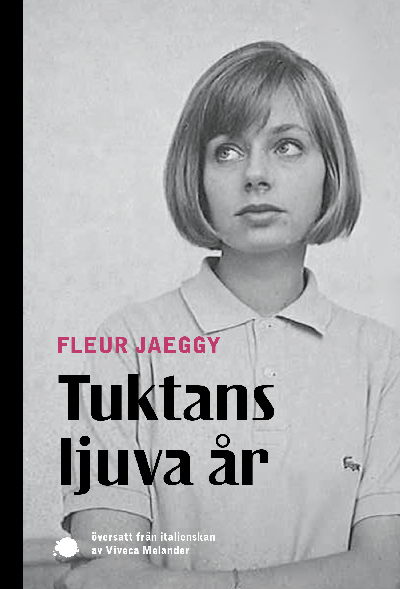 FLEUR JAEGGY
Tuktans
ljuva år
översatt från italienskan
av Viveca Melander